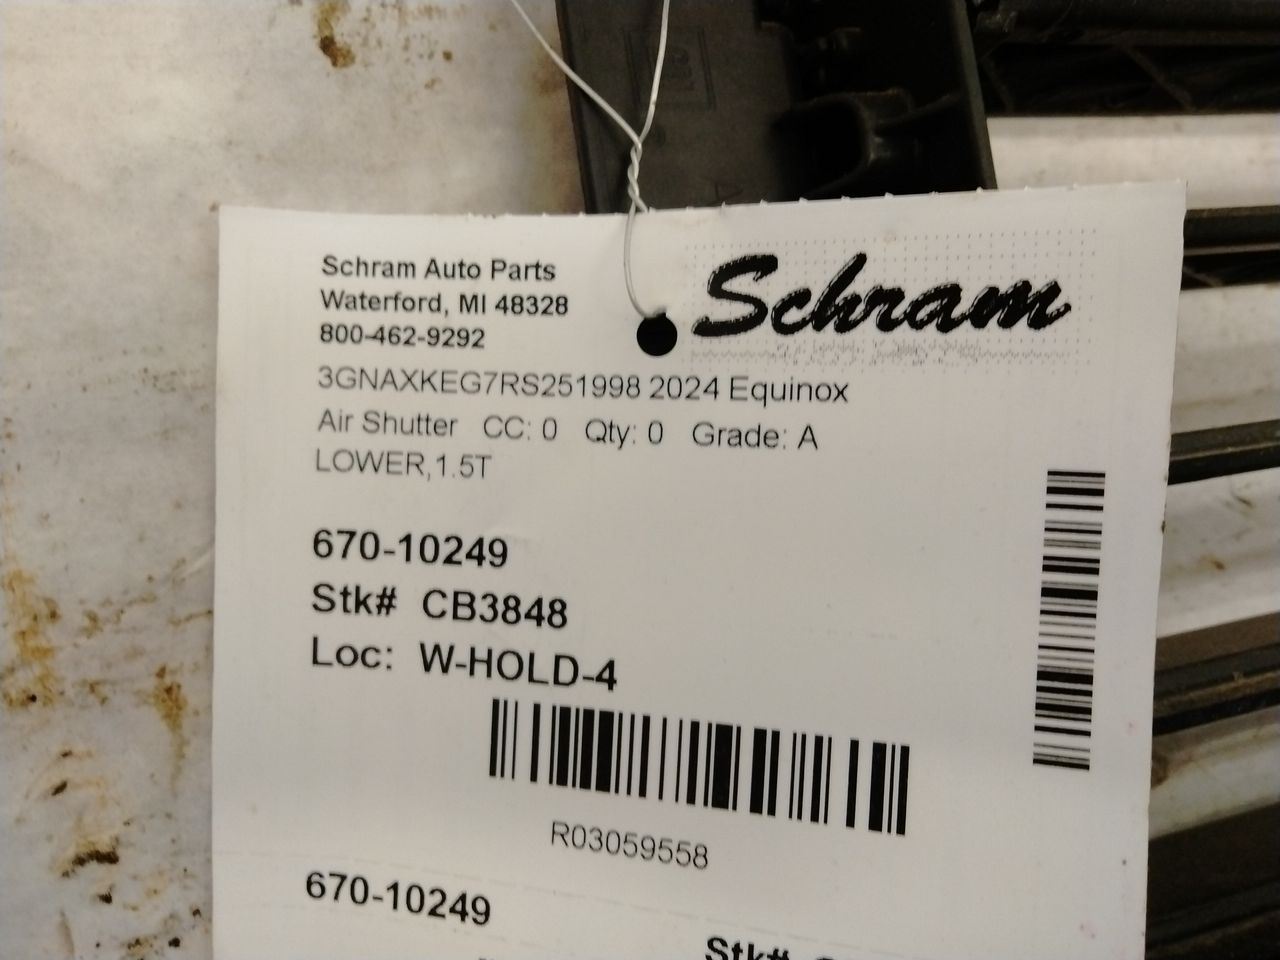 Schram Auto Parts
Waterford, MI 48328
800-462-9292
Schram
3GNAXKEG7RS251998 2024 Equinox
Air Shutter CC: 0 Qty: 0 Grade: A
LOWER,1.5T
670-10249
Stk# CB3848
Loc: W-HOLD-4
R03059558
670-10249
Stk#